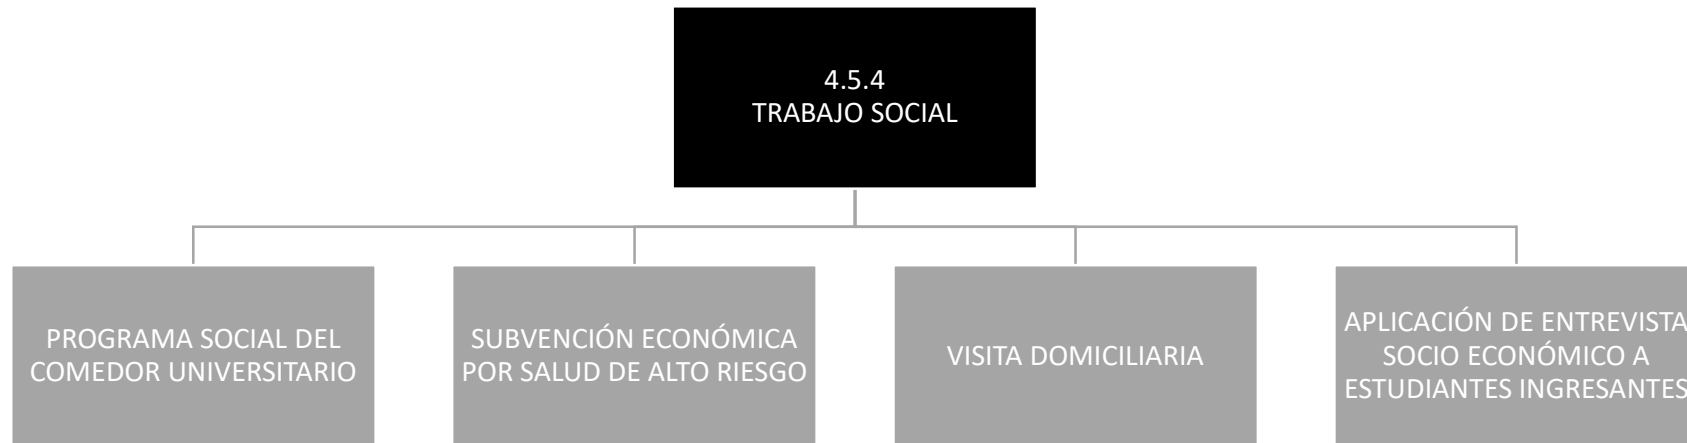 4.5.4
TRABAJO SOCIAL
PROGRAMA SOCIAL DEL
COMEDOR UNIVERSITARIO
SUBVENCIÓN ECONÓMICA
POR SALUD DE ALTO RIESGO
VISITA DOMICILIARIA
APLICACIÓN DE ENTREVISTA
SOCIO ECONÓMICO A
ESTUDIANTES INGRESANTES